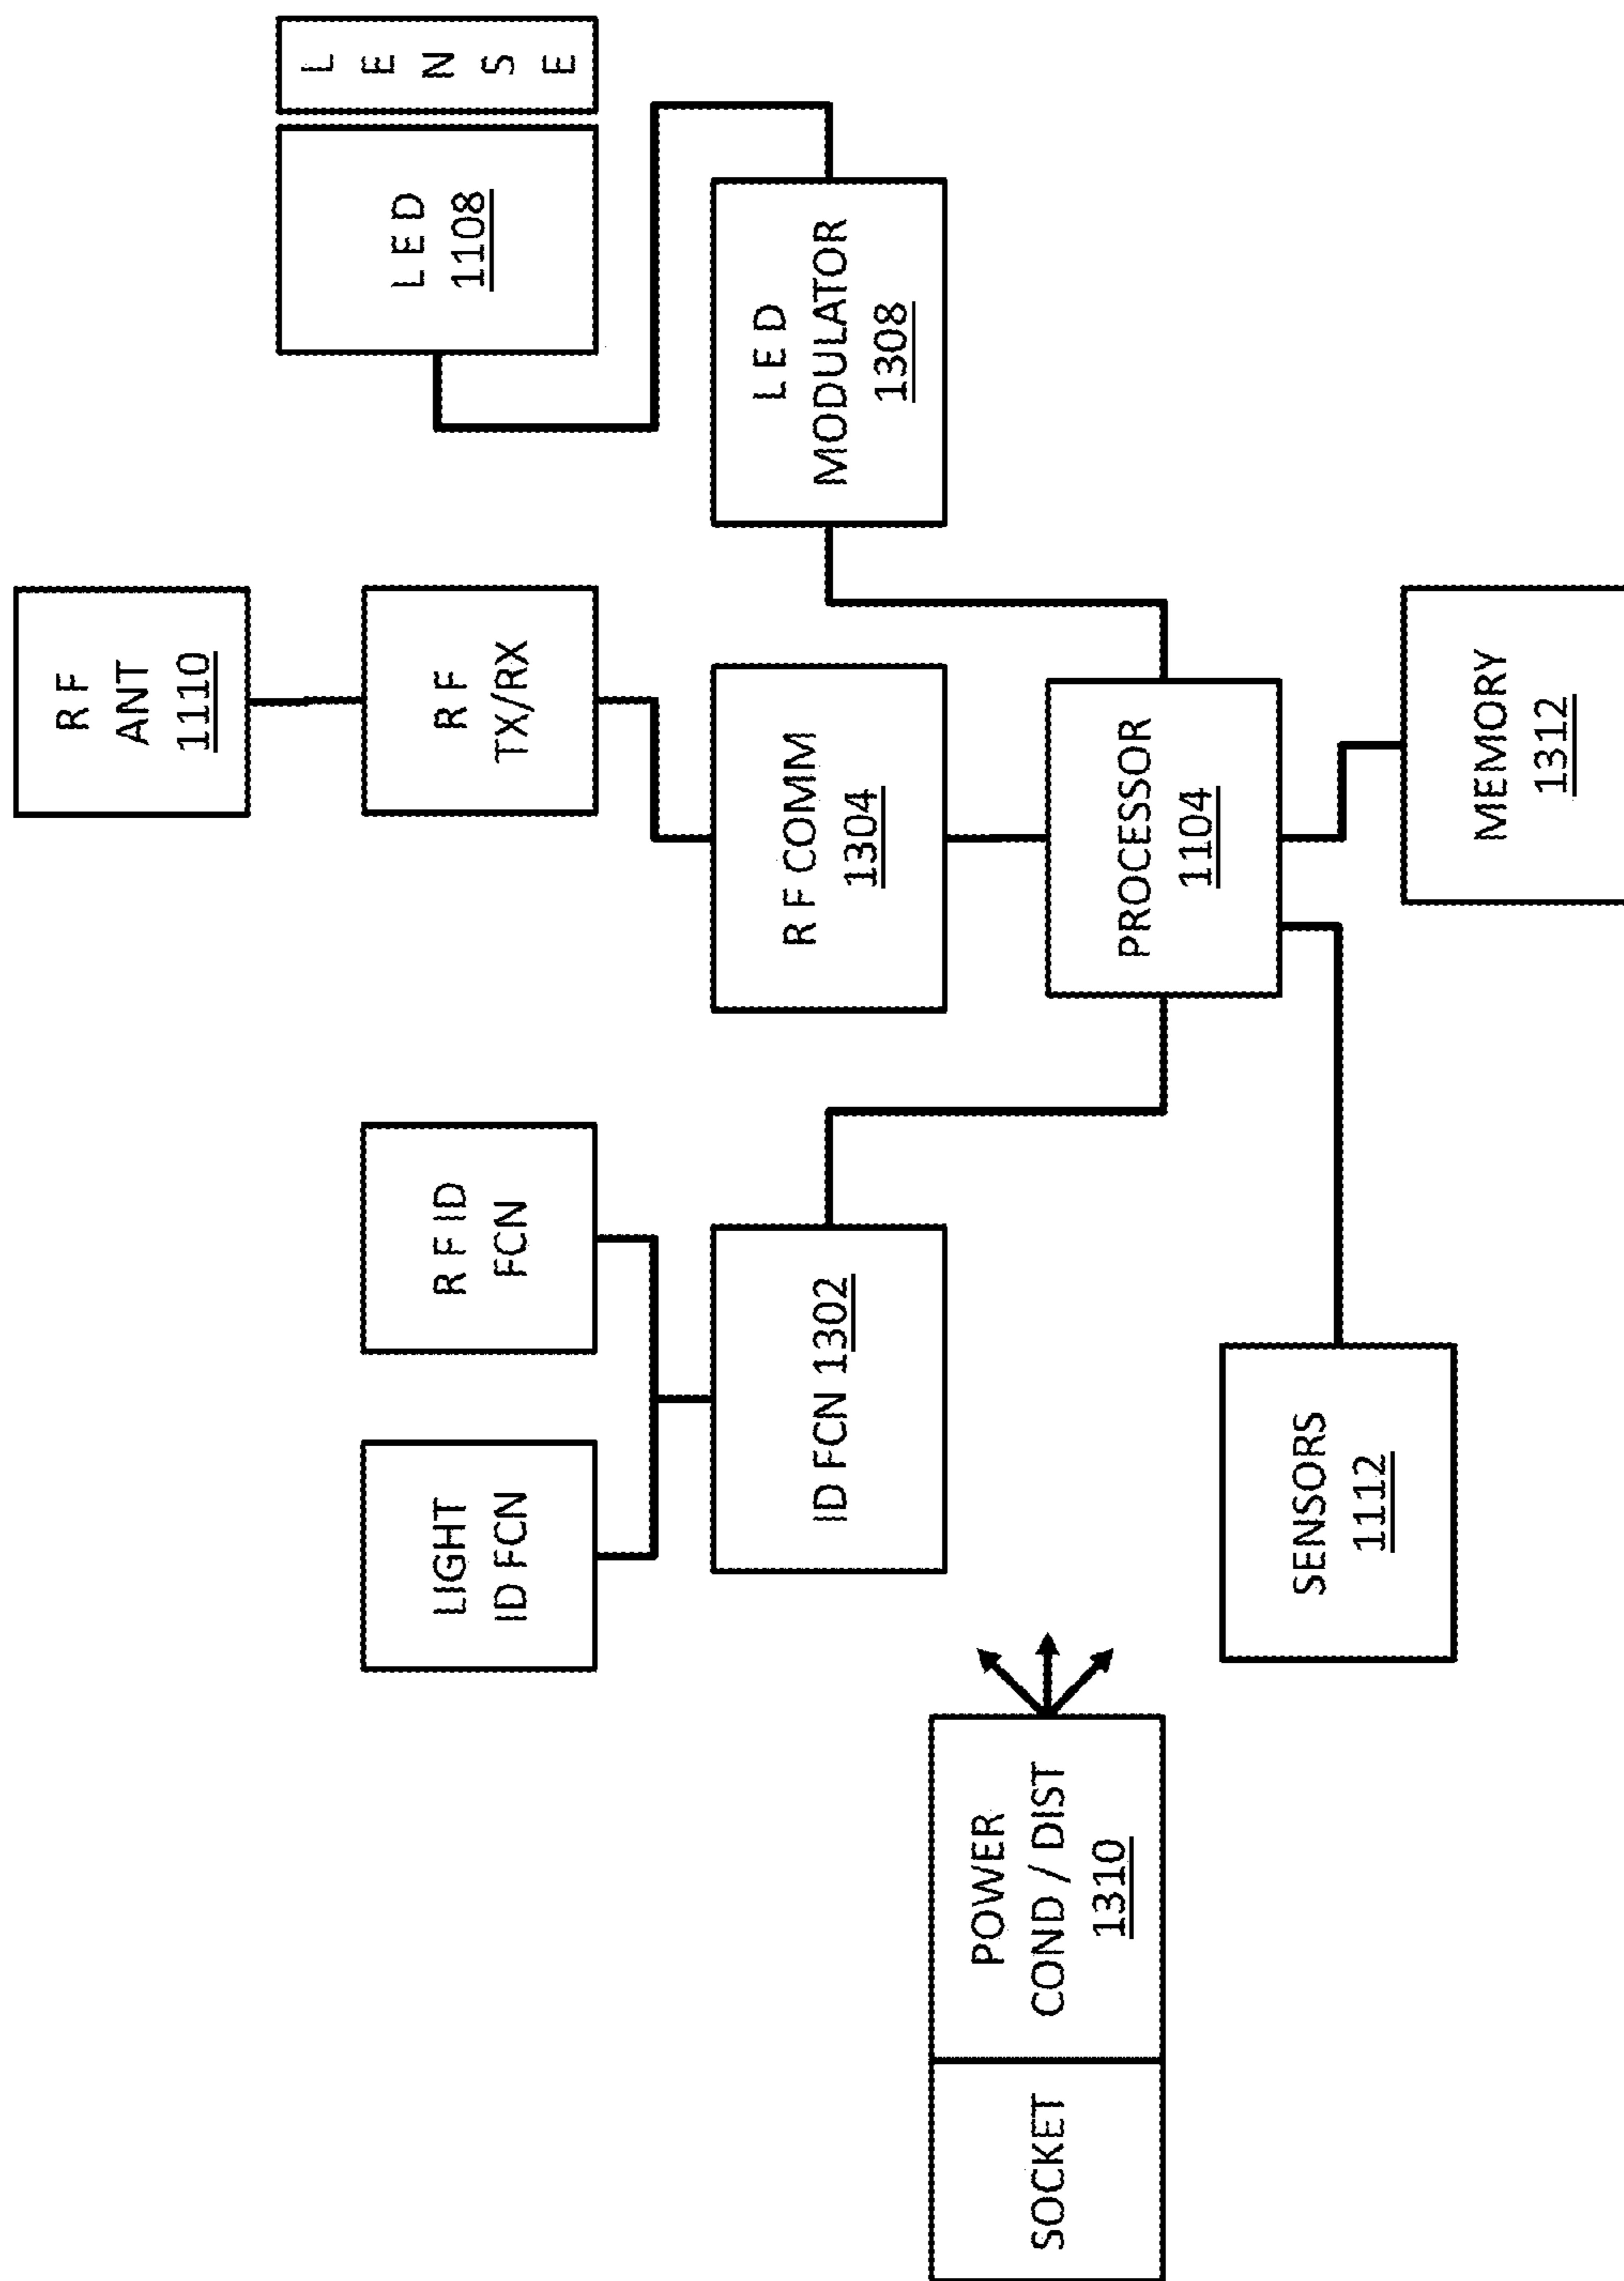 R F
ANT
1110
L E D
1108
L
E
N
S
E
LIGHT
ID FCN
R F ID
FCN
R F
TX/RX
ID FCN 1302
R F COMM
1304
L E D
MODULATOR
1308
SOCKET
POWER
COND / DIST
1310
PROCESSOR
1104
SENSORS
1112
MEMORY
1312